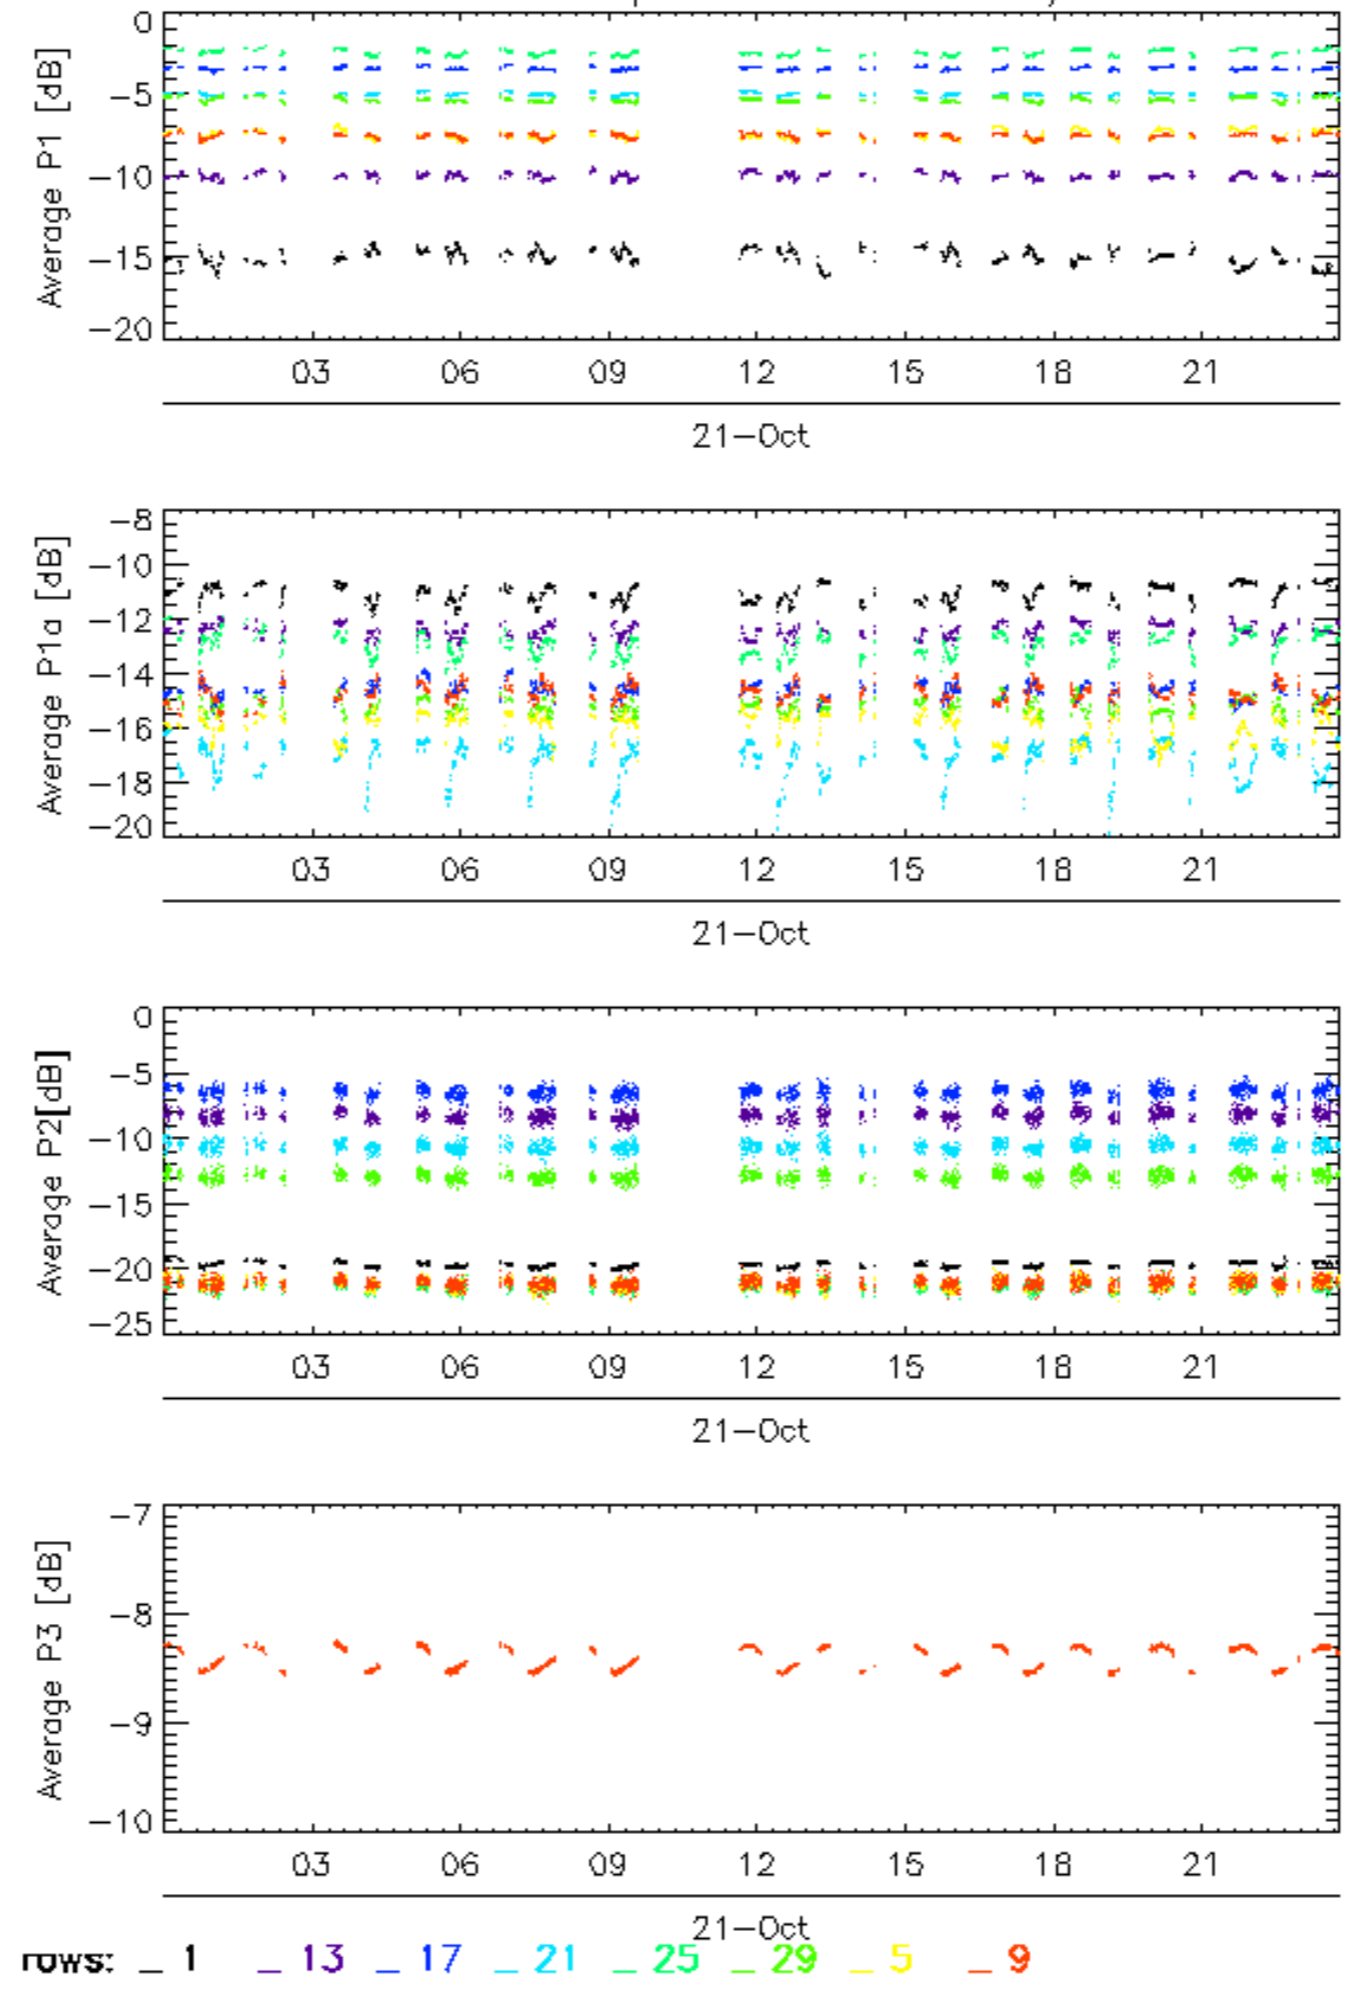 Average P1 [dB]
0
−5
−10
−15
−20
03 06 09 12 15 18 21
21−Oct
Average P1a [dB]
−8
−10
−12
−14
−16
−18
−20
03 06 09 12 15 18 21
21−Oct
Average P2[dB]
0
−5
−10
−15
−20
−25
03 06 09 12 15 18 21
21−Oct
Average P3 [dB]
−7
−8
−9
−10
03 06 09 12 15 18 21
21−Oct
rows: _ 1 _ 13 _ 17 _ 21 _ 25 _ 29 _ 5 _ 9